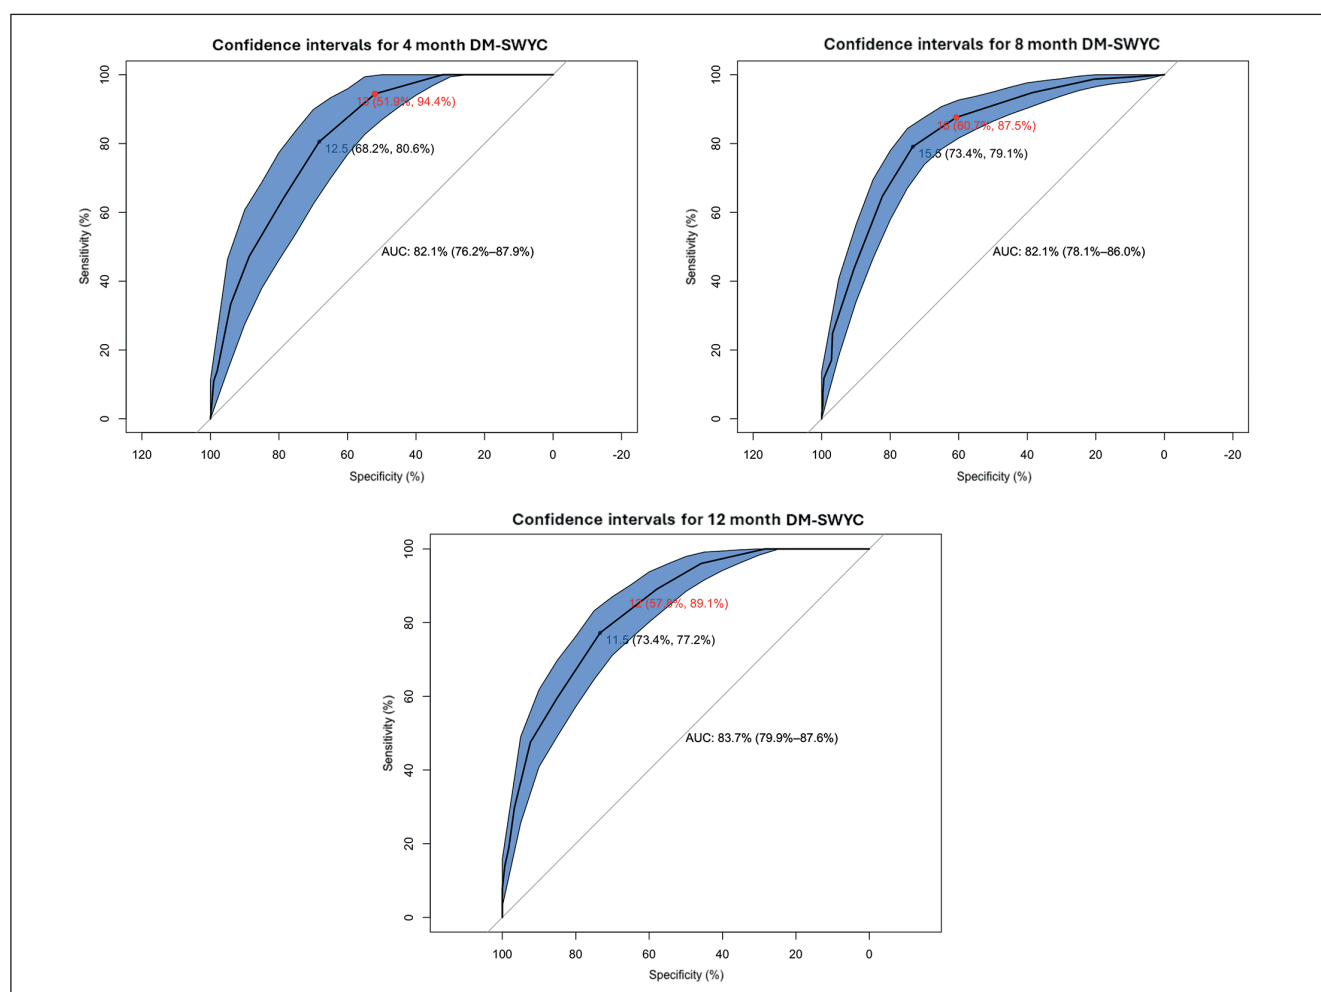 Confidence intervals for 4 month DM-SWYC
100
80
60
40
20
0
Sensitivity (%)
13 (51.9%, 94.4%)
12.5 (68.2%, 80.6%)
AUC: 82.1% (76.2%–87.9%)
120 100 80 60 40 20 0 -20
Specificity (%)
Confidence intervals for 8 month DM-SWYC
100
80
60
40
20
0
Sensitivity (%)
(60.7%, 87.5%)
15.5 (73.4%, 79.1%)
AUC: 82.1% (78.1%–86.0%)
120 100 80 60 40 20 0 -20
Specificity (%)
Confidence intervals for 12 month DM-SWYC
100
80
60
40
20
0
Sensitivity (%)
12 (57.8%, 89.1%)
11.5 (73.4%, 77.2%)
AUC: 83.7% (79.9%–87.6%)
100 80 60 40 20 0
Specificity (%)